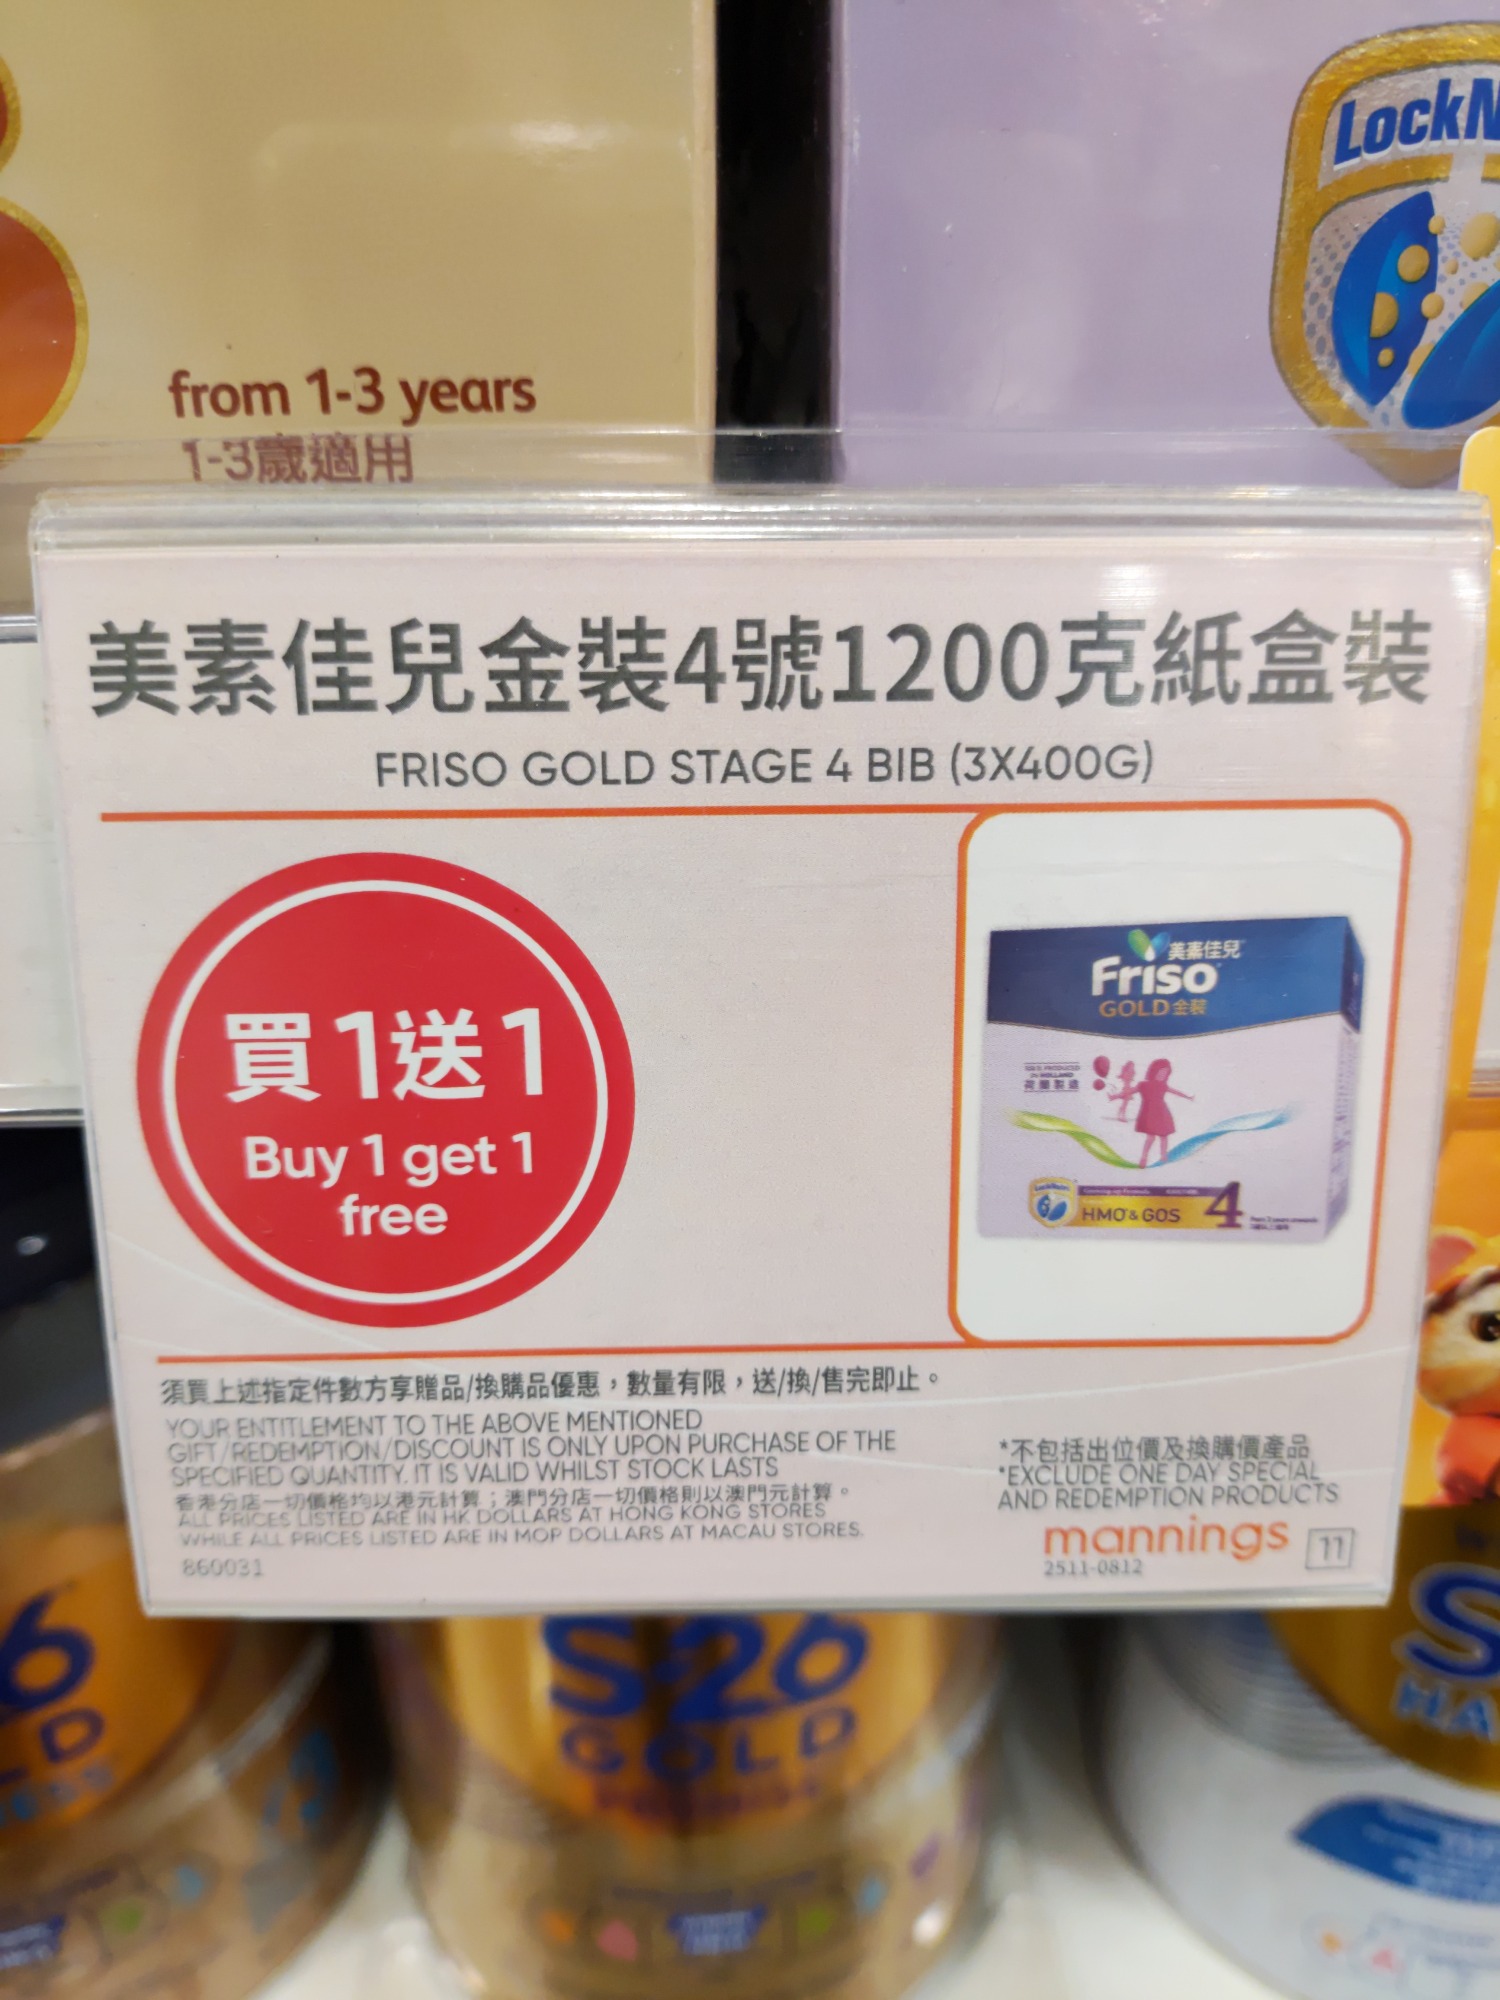 LockN
from 1-3 years
1-3歲適用
美素佳兒金裝4號1200克紙盒裝
FRISO GOLD STAGE 4 BIB (3X400G)
買1送1
Buy 1 get 1
free
美素佳兒
Friso
GOLD金裝
荷蘭製造
HMO & GOS 4
須買上述指定件數方享贈品/換購品優惠，數量有限，送/換/售完即止。
YOUR ENTITLEMENT TO THE ABOVE MENTIONED
GIFT/REDEMPTION/DISCOUNT IS ONLY UPON PURCHASE OF THE
SPECIFIED QUANTITY. IT IS VALID WHILST STOCK LASTS
香港分店一切價格均以港元計算；澳門分店一切價格則以澳門元計算。
ALL PRICES LISTED ARE IN HK DOLLARS AT HONG KONG STORES
WHILE ALL PRICES LISTED ARE IN MOP DOLLARS AT MACAU STORES.
860031
*不包括出位價及換購價產品
*EXCLUDE ONE DAY SPECIAL
AND REDEMPTION PRODUCTS
mannings 11
2511-0812
6
LD
S-26
GOLD
S
HA